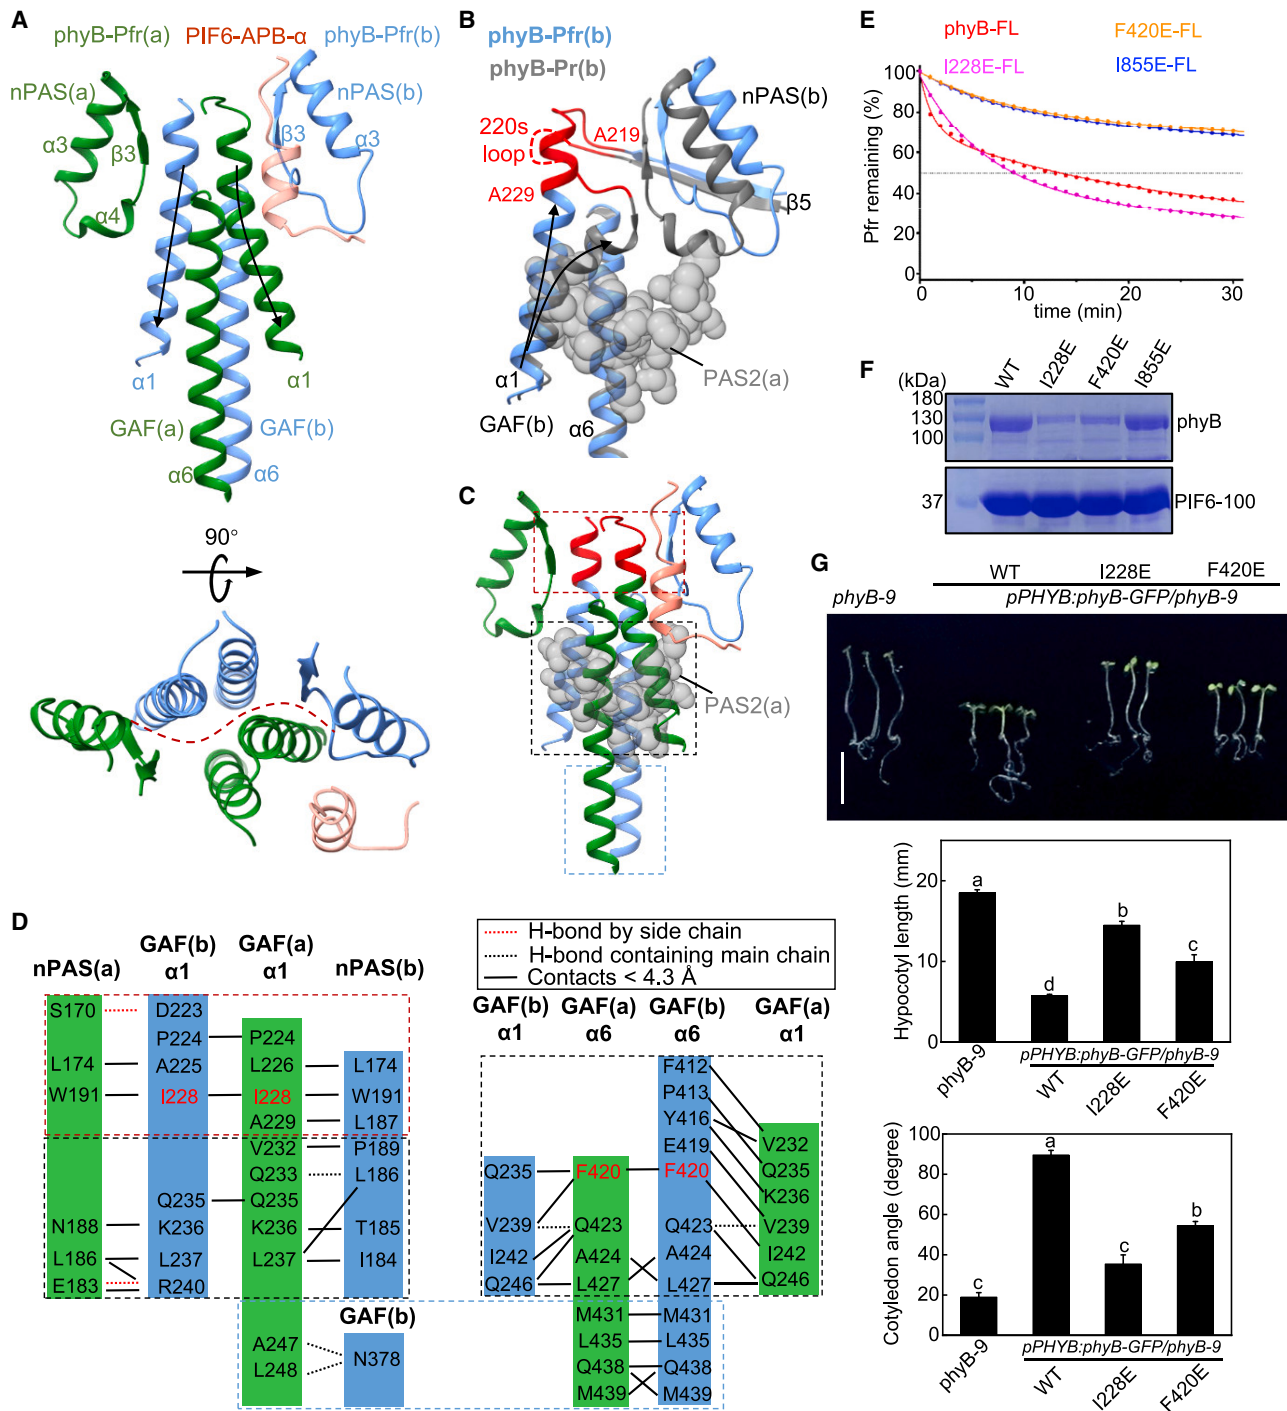 A
phyB-Pfr(a) PIF6-APB-α phyB-Pfr(b)
nPAS(a) nPAS(b)
α3 β3 β3 α3
α4
α1 α1
GAF(a) GAF(b)
α6 α6
90°
B
phyB-Pfr(b)
phyB-Pr(b)
nPAS(b)
220s
loop
A219
A229
β5
α1
PAS2(a)
GAF(b)
α6
C
PAS2(a)
D
GAF(b) GAF(a)
nPAS(a) α1 α1 nPAS(b)
S170 D223
P224 P224
L174 A225 L226 L174
W191 I228 I228 W191
A229 L187
V232 P189
Q233 L186
Q235 Q235
N188 K236 K236 T185
L186 L237 L237 I184
E183 R240
GAF(b)
A247
L248 N378
H-bond by side chain
H-bond containing main chain
Contacts < 4.3 Å
GAF(b) GAF(a) GAF(b) GAF(a)
α1 α6 α6 α1
F412
P413
Y416
E419 V232
Q235 F420 F420 Q235
K236
V239 Q423 Q423 V239
I242 A424 A424 I242
Q246 L427 L427 Q246
M431 M431
L435 L435
Q438 Q438
M439 M439
E
phyB-FL F420E-FL
I228E-FL I855E-FL
Pfr remaining (%)
100
80
60
40
20
0
0 10 20 30
time (min)
F
(kDa) WT I228E F420E I855E
180
130
100
phyB
37
PIF6-100
G
WT I228E F420E
phyB-9 pPHYB:phyB-GFP/phyB-9
Hypocotyl length (mm)
20
10
0
a
d
b
c
phyB-9
pPHYB:phyB-GFP/phyB-9
WT I228E F420E
Cotyledon angle (degree)
100
80
60
40
20
0
c
a
c
b
phyB-9
pPHYB:phyB-GFP/phyB-9
WT I228E F420E